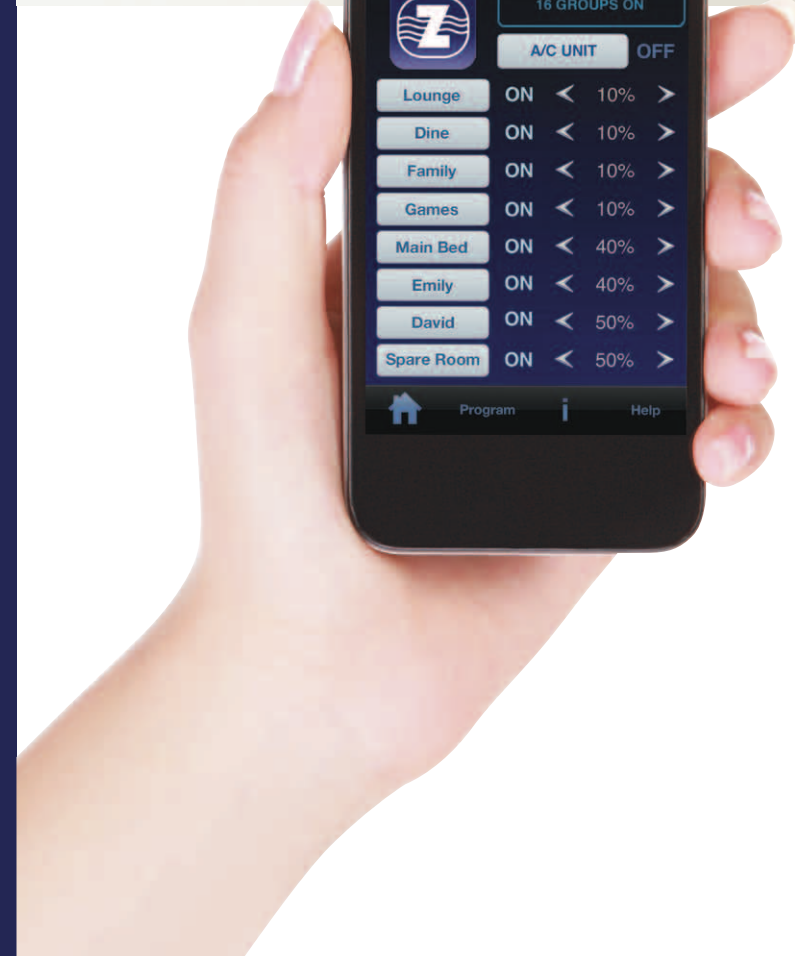 16 GROUPS ON
Z
A/C UNIT OFF
Lounge ON < 10% >
Dine ON < 10% >
Family ON < 10% >
Games ON < 10% >
Main Bed ON < 40% >
Emily ON < 40% >
David ON < 50% >
Spare Room ON < 50% >
Program i Help